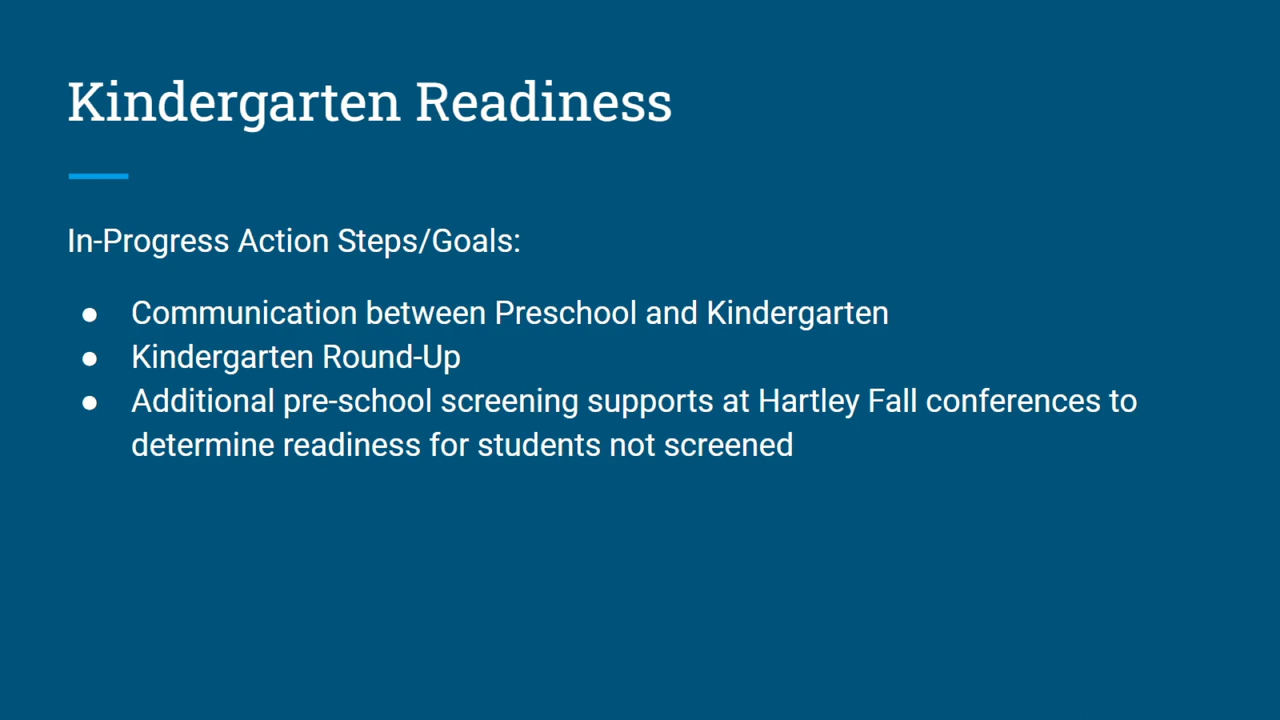 Kindergarten Readiness
In-Progress Action Steps/Goals:
● Communication between Preschool and Kindergarten
● Kindergarten Round-Up
● Additional pre-school screening supports at Hartley Fall conferences to
determine readiness for students not screened